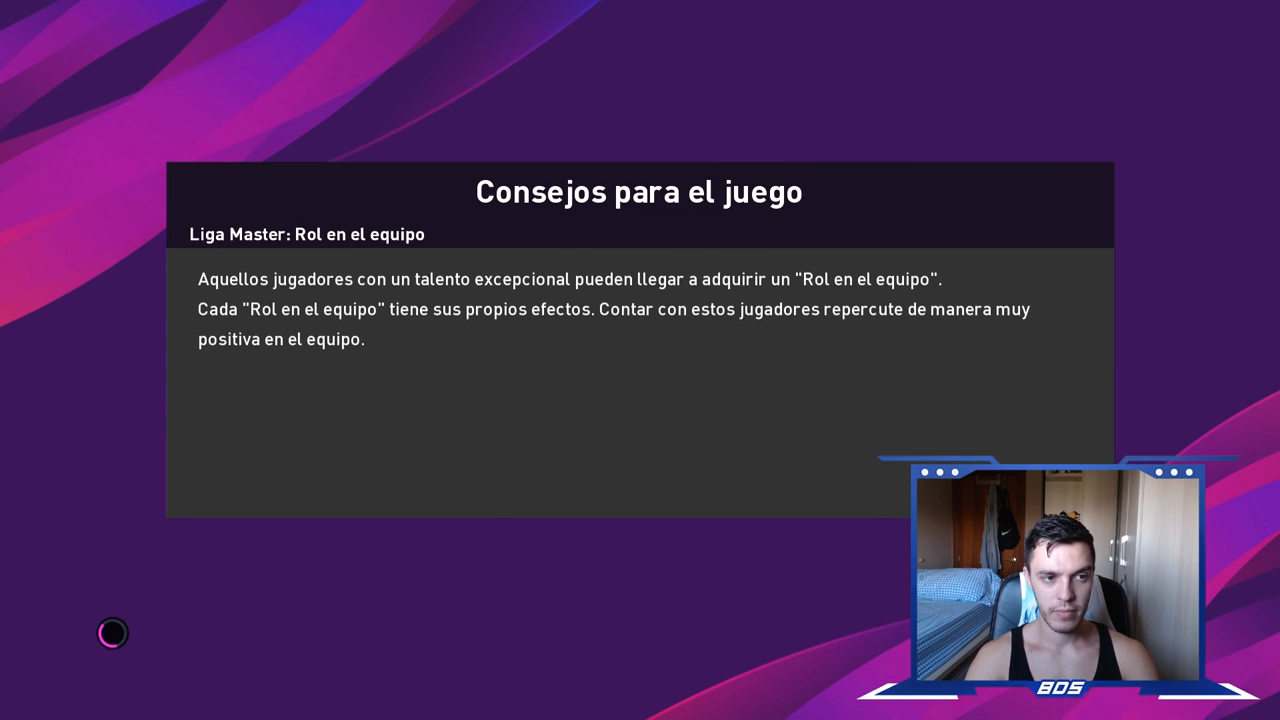 Consejos para el juego
Liga Master: Rol en el equipo
Aquellos jugadores con un talento excepcional pueden llegar a adquirir un "Rol en el equipo".
Cada "Rol en el equipo" tiene sus propios efectos. Contar con estos jugadores repercute de manera muy
positiva en el equipo.
BDS